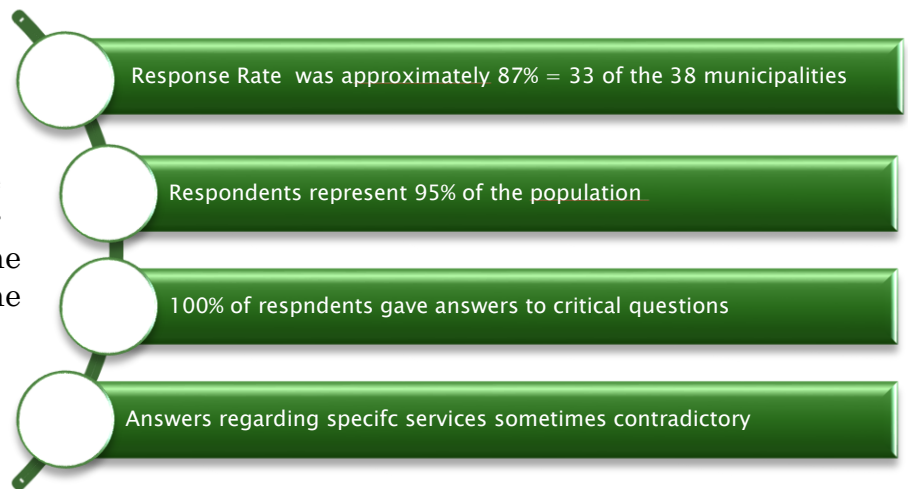 Response Rate was approximately 87% = 33 of the 38 municipalities
Respondents represent 95% of the population
100% of respndents gave answers to critical questions
Answers regarding specifc services sometimes contradictory